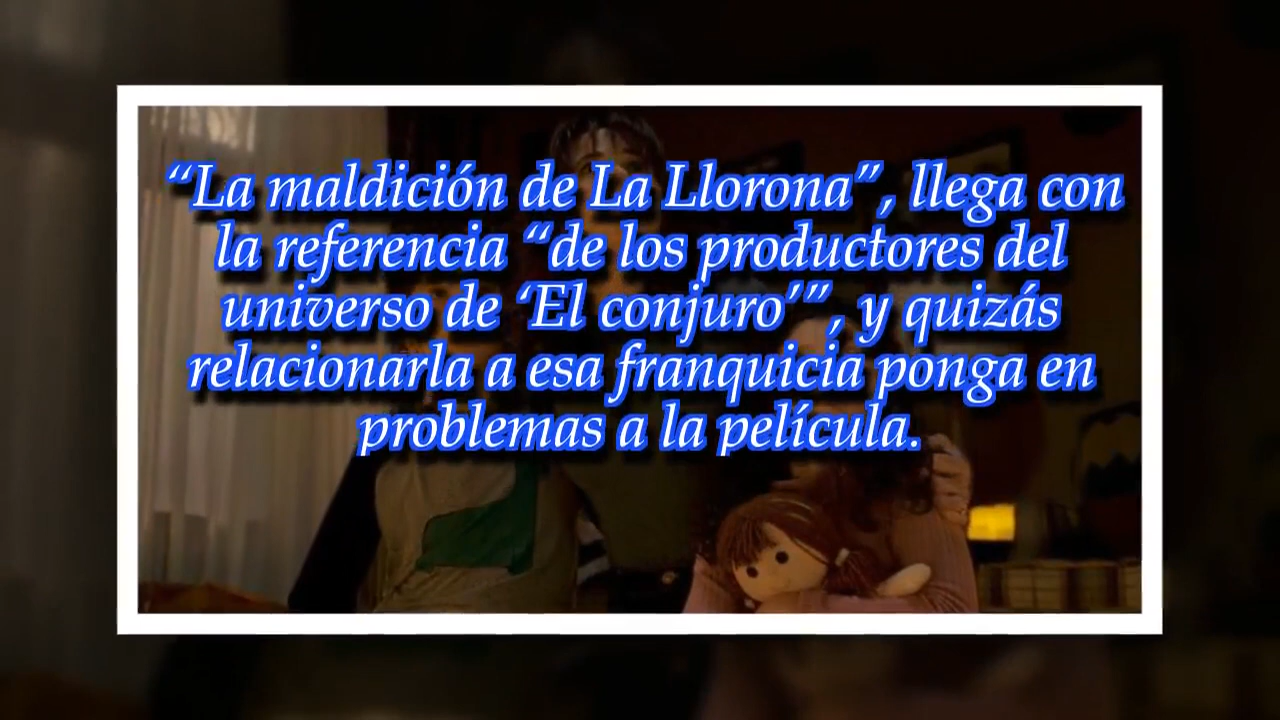 “La maldición de La Llorona”, llega con
la referencia “de los productores del
universo de ‘El conjuro’”, y quizás
relacionarla a esa franquicia ponga en
problemas a la película.